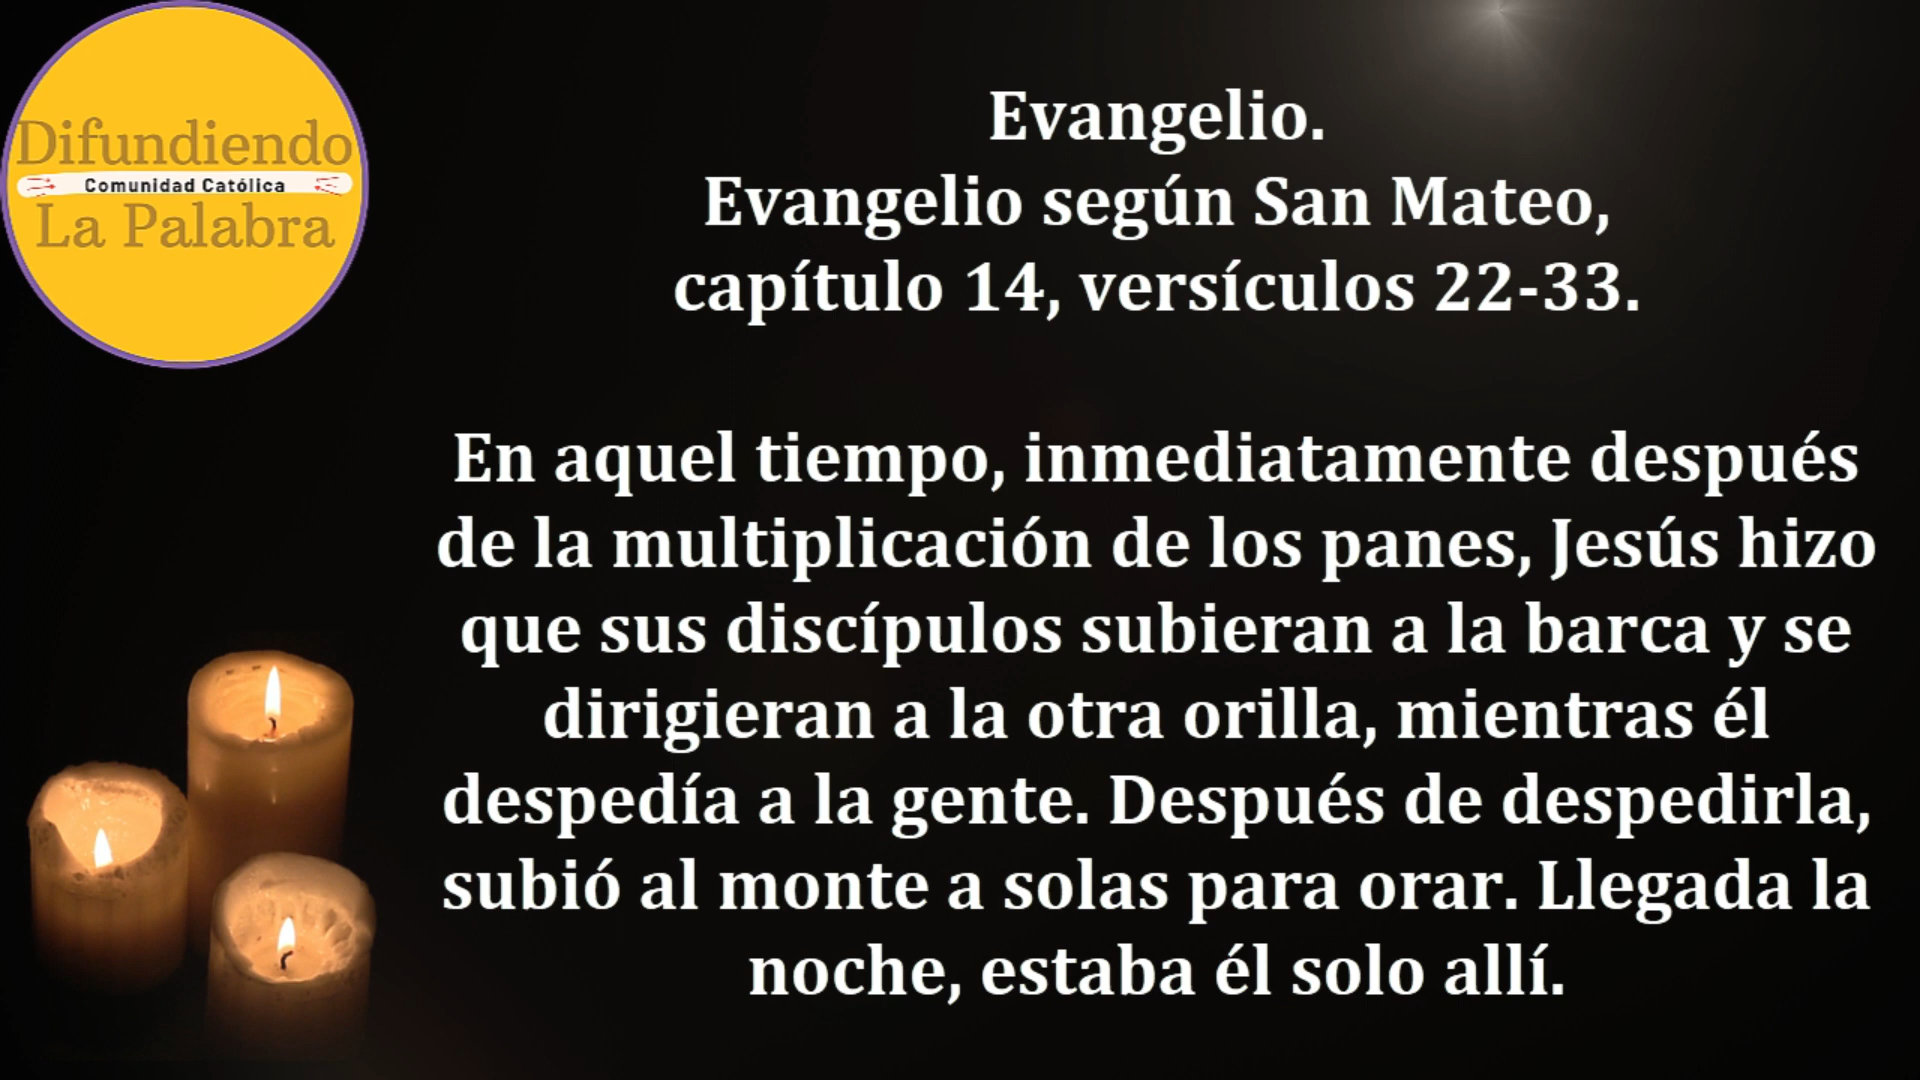 Difundiendo
Comunidad Católica
La Palabra
Evangelio.
Evangelio según San Mateo,
capítulo 14, versículos 22-33.
En aquel tiempo, inmediatamente después
de la multiplicación de los panes, Jesús hizo
que sus discípulos subieran a la barca y se
dirigieran a la otra orilla, mientras él
despedía a la gente. Después de despedirla,
subió al monte a solas para orar. Llegada la
noche, estaba él solo allí.